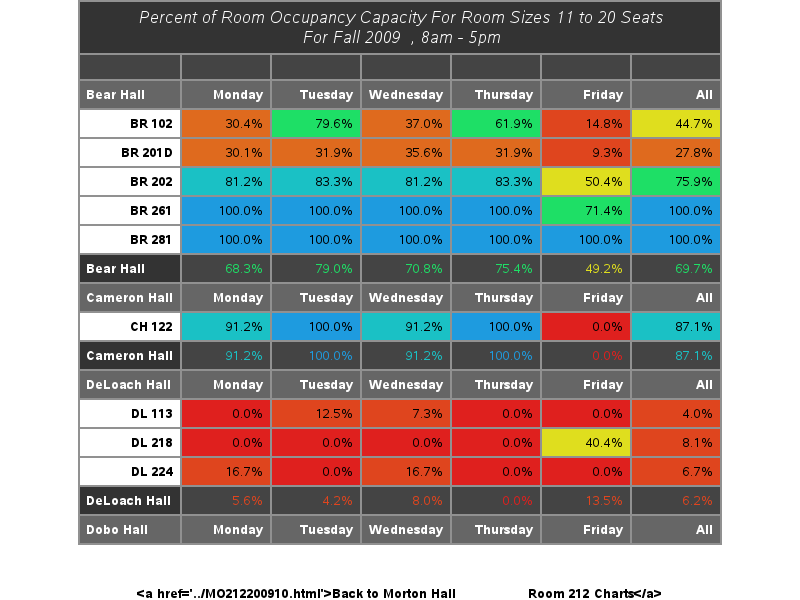 Percent of Room Occupancy Capacity For Room Sizes 11 to 20 Seats
For Fall 2009 , 8am - 5pm
Bear Hall Monday Tuesday Wednesday Thursday Friday All
BR 102 30.4% 79.6% 37.0% 61.9% 14.8% 44.7%
BR 201D 30.1% 31.9% 35.6% 31.9% 9.3% 27.8%
BR 202 81.2% 83.3% 81.2% 83.3% 50.4% 75.9%
BR 261 100.0% 100.0% 100.0% 100.0% 71.4% 100.0%
BR 281 100.0% 100.0% 100.0% 100.0% 100.0% 100.0%
Bear Hall 68.3% 79.0% 70.8% 75.4% 49.2% 69.7%
Cameron Hall Monday Tuesday Wednesday Thursday Friday All
CH 122 91.2% 100.0% 91.2% 100.0% 0.0% 87.1%
Cameron Hall 91.2% 100.0% 91.2% 100.0% 0.0% 87.1%
DeLoach Hall Monday Tuesday Wednesday Thursday Friday All
DL 113 0.0% 12.5% 7.3% 0.0% 0.0% 4.0%
DL 218 0.0% 0.0% 0.0% 0.0% 40.4% 8.1%
DL 224 16.7% 0.0% 16.7% 0.0% 0.0% 6.7%
DeLoach Hall 5.6% 4.2% 8.0% 0.0% 13.5% 6.2%
Dobo Hall Monday Tuesday Wednesday Thursday Friday All
<a href='../MO212200910.html'>Back to Morton Hall Room 212 Charts</a>